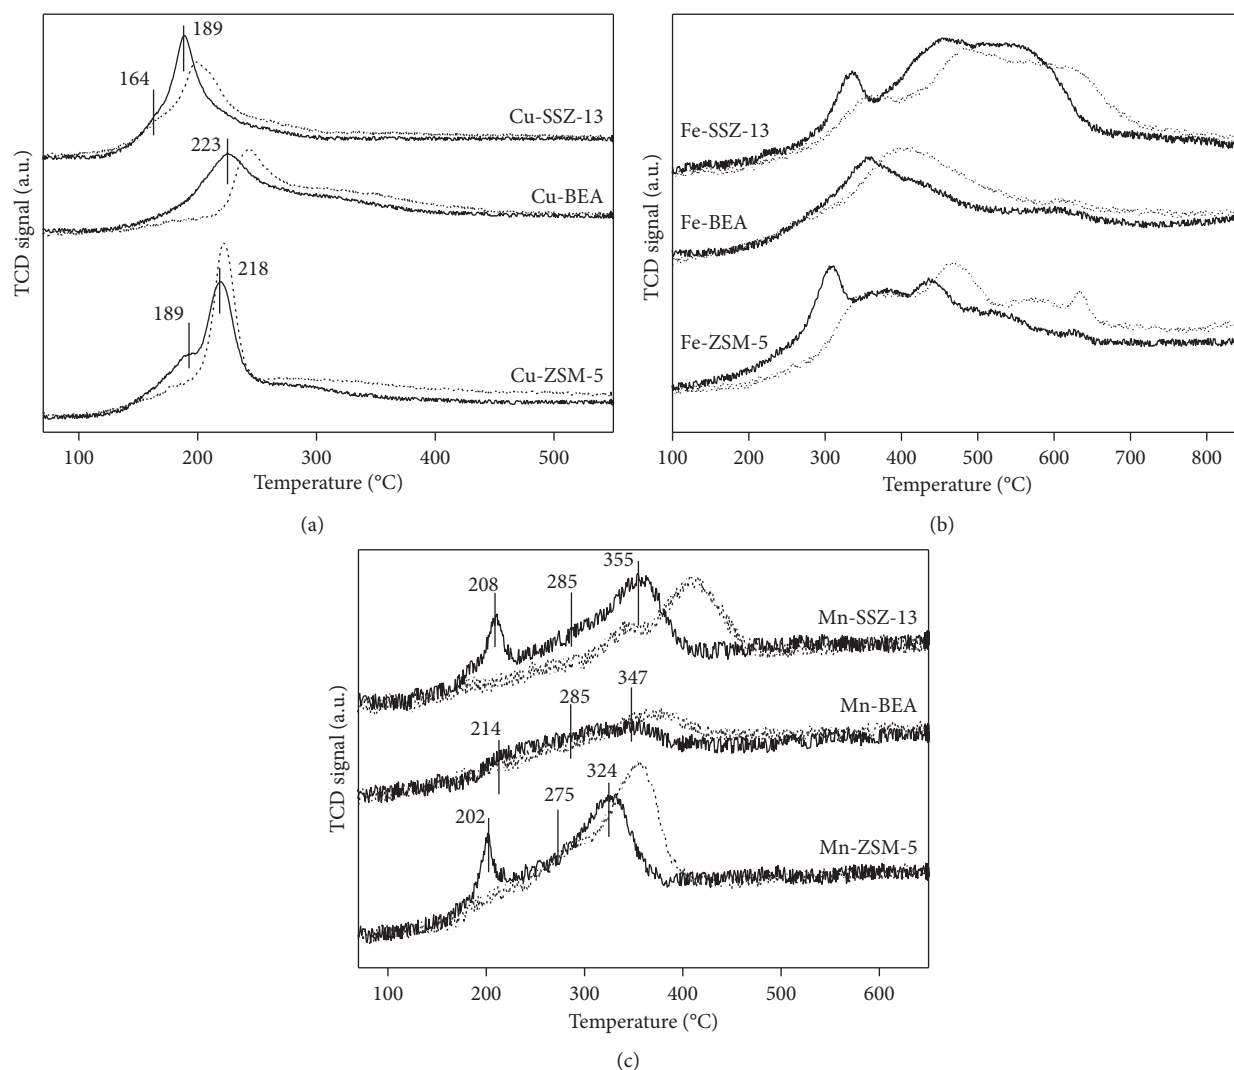 189
164
Cu-SSZ-13
223
Cu-BEA
218
189
Cu-ZSM-5
TCD signal (a.u.)
100 200 300 400 500
Temperature (°C)
(a)
Fe-SSZ-13
Fe-BEA
Fe-ZSM-5
TCD signal (a.u.)
100 200 300 400 500 600 700 800
Temperature (°C)
(b)
355
208 285
Mn-SSZ-13
347
285
Mn-BEA
214
324
275
202
Mn-ZSM-5
TCD signal (a.u.)
100 200 300 400 500 600
Temperature (°C)
(c)